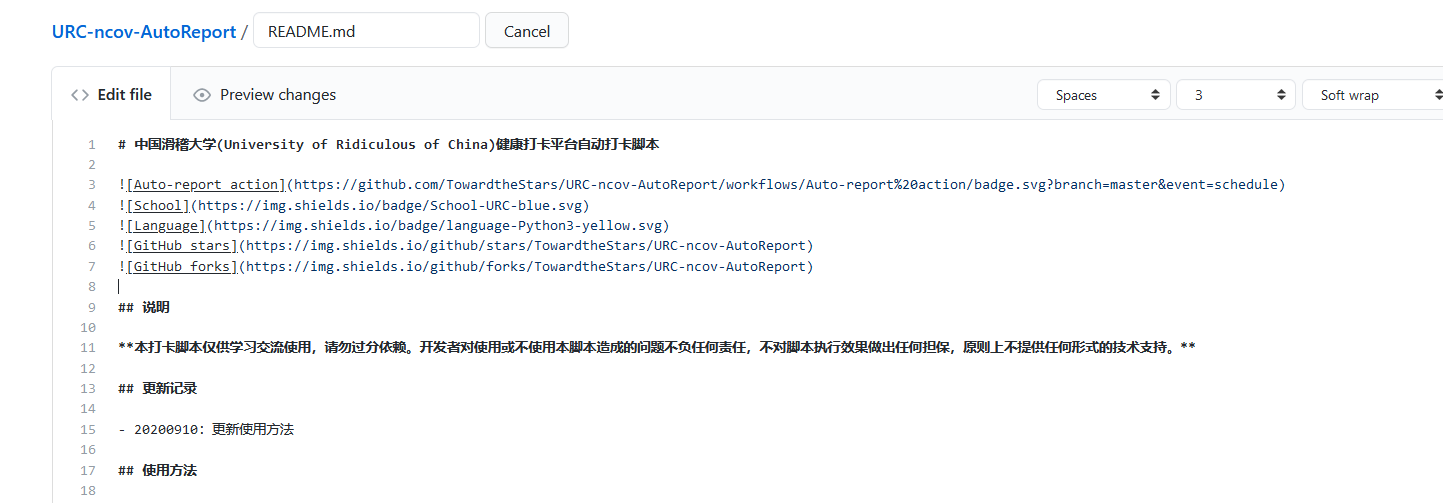 URC-ncov-AutoReport / README.md Cancel
Edit file Preview changes Spaces 3 Soft wrap
1 # 中国滑稽大学(University of Ridiculous of China)健康打卡平台自动打卡脚本
2
3 ![Auto-report action](https://github.com/TowardtheStars/URC-ncov-AutoReport/workflows/Auto-report%20action/badge.svg?branch=master&event=schedule)
4 ![School](https://img.shields.io/badge/School-URC-blue.svg)
5 ![Language](https://img.shields.io/badge/language-Python3-yellow.svg)
6 ![GitHub stars](https://img.shields.io/github/stars/TowardtheStars/URC-ncov-AutoReport)
7 ![GitHub forks](https://img.shields.io/github/forks/TowardtheStars/URC-ncov-AutoReport)
8
9 ## 说明
10
11 **本打卡脚本仅供学习交流使用，请勿过分依赖。开发者对使用或不使用本脚本造成的问题不负任何责任，不对脚本执行效果做出任何担保，原则上不提供任何形式的技术支持。**
12
13 ## 更新记录
14
15 - 20200910：更新使用方法
16
17 ## 使用方法
18